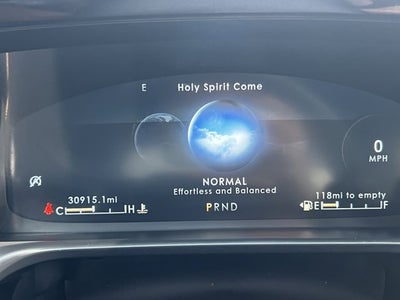 E Holy Spirit Come
0
MPH
NORMAL
Effortless and Balanced
30915.1mi
118mi to empty
C H
PRND
E F